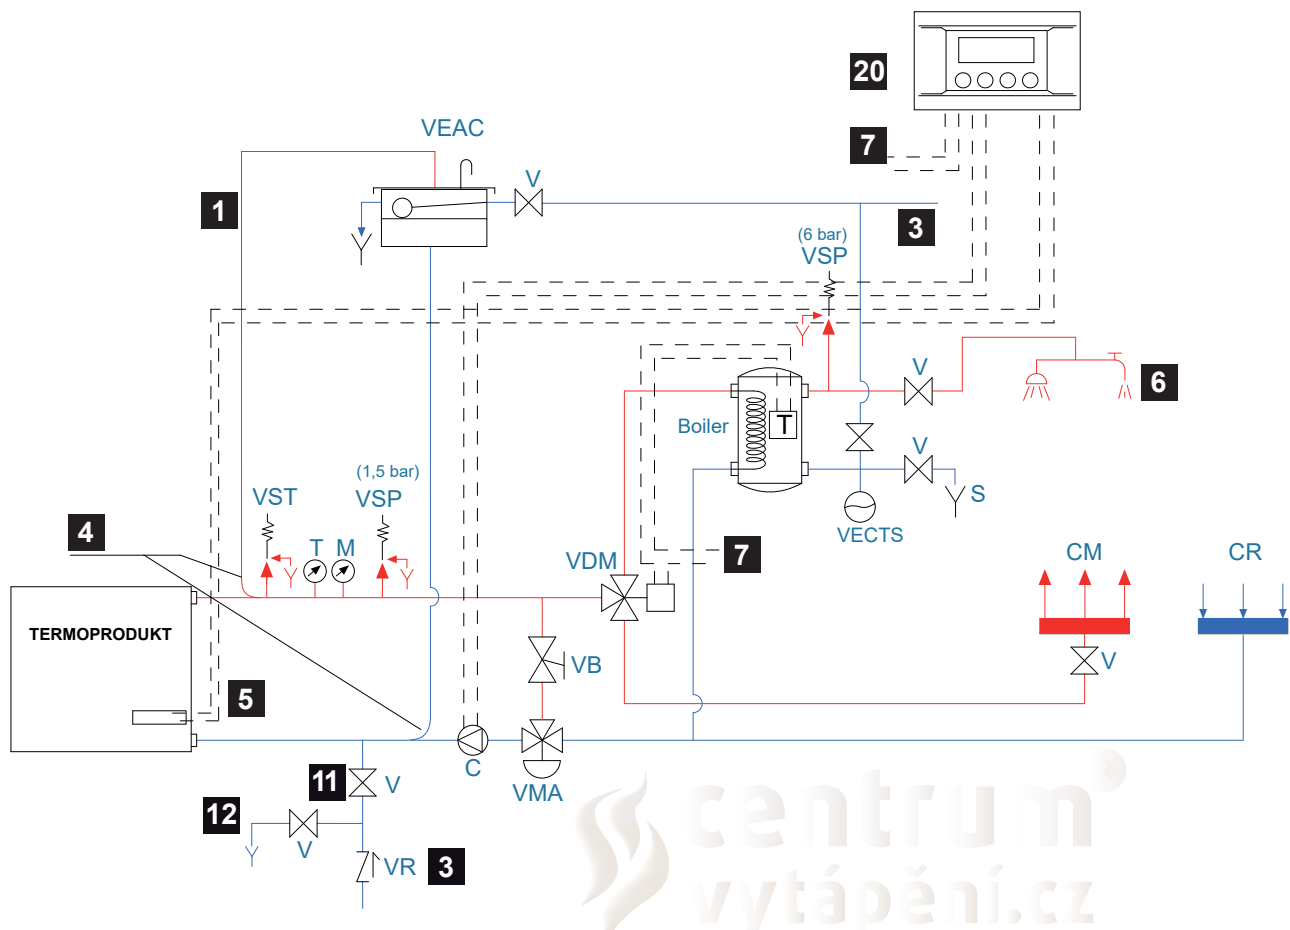 20
7
VEAC
V
1
3
(6 bar)
VSP
V
6
Boiler
T
V
S
VECTS
(1,5 bar)
VST
VSP
4
T
M
7
VDM
CM
CR
TERMOPRODUKT
V
VB
5
C
VMA
11
V
12
V
VR
3
centrum®
vytápění.cz